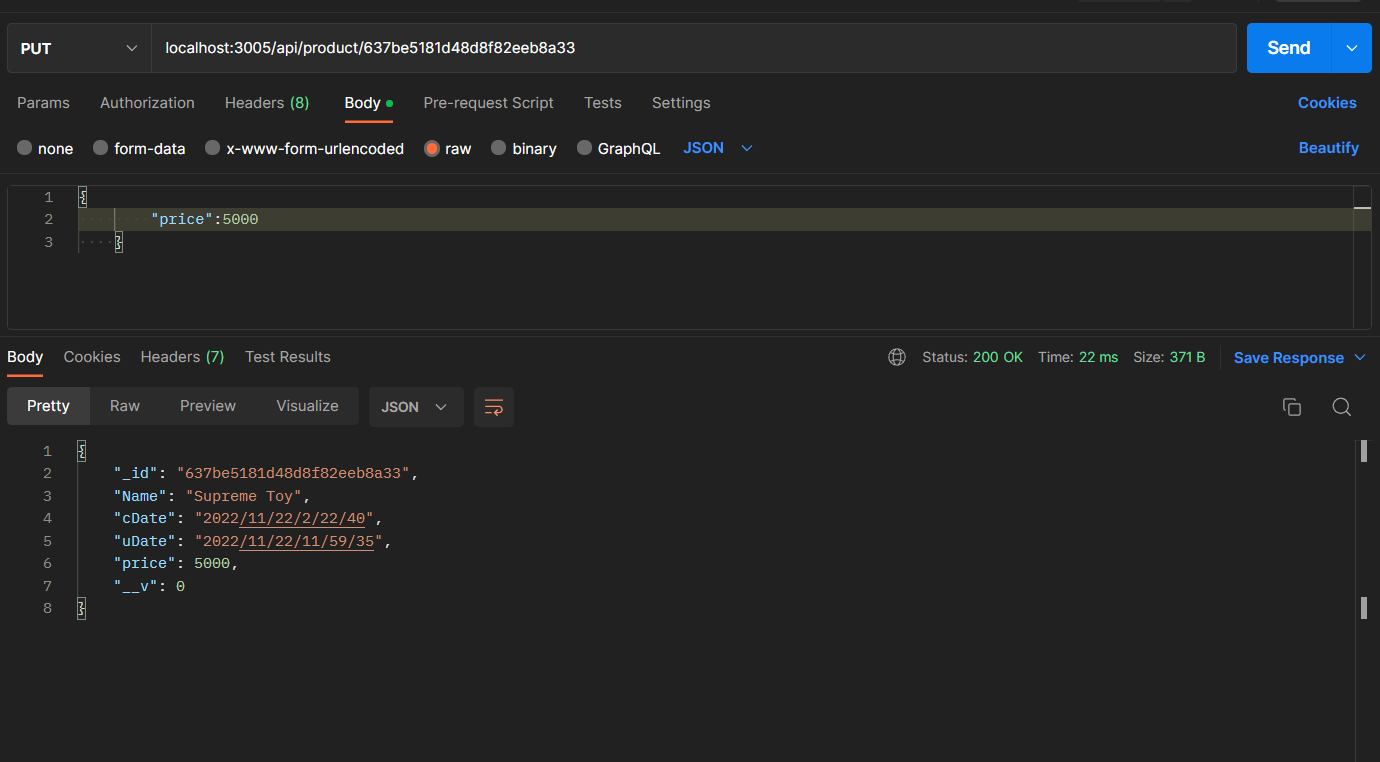 PUT localhost:3005/api/product/637be5181d48d8f82eeb8a33 Send
Params Authorization Headers (8) Body Pre-request Script Tests Settings Cookies
none form-data x-www-form-urlencoded raw binary GraphQL JSON Beautify
1 {
2 "price":5000
3 }
Body Cookies Headers (7) Test Results Status: 200 OK Time: 22 ms Size: 371 B Save Response
Pretty Raw Preview Visualize JSON
1 {
2 "_id": "637be5181d48d8f82eeb8a33",
3 "Name": "Supreme Toy",
4 "cDate": "2022/11/22/2/22/40",
5 "uDate": "2022/11/22/11/59/35",
6 "price": 5000,
7 "__v": 0
8 }